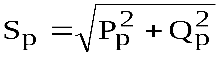 Sₚ = √(Pₚ² + Qₚ²)